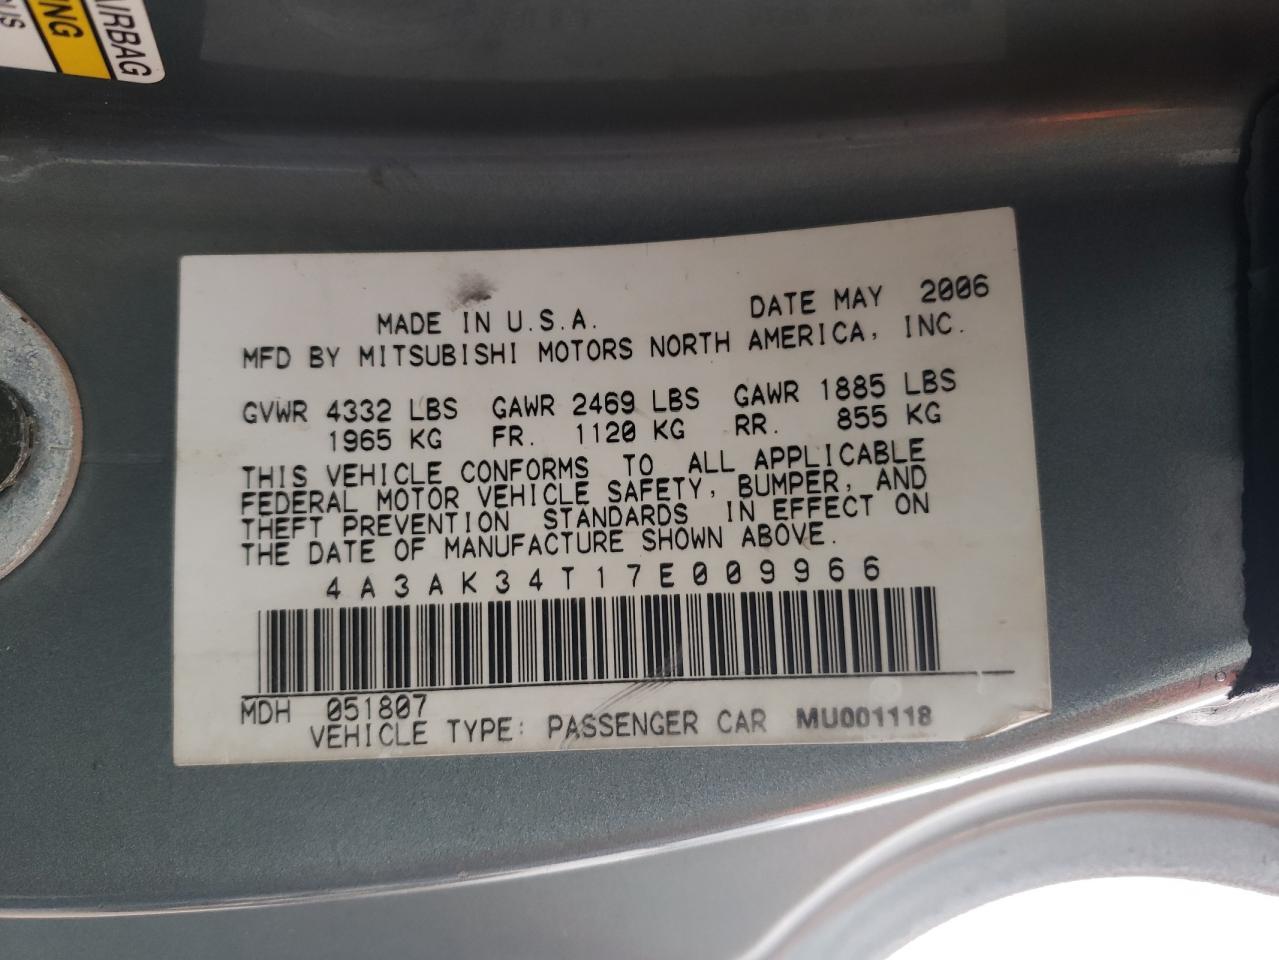 AIRBAG
MADE IN U.S.A. DATE MAY 2006
MFD BY MITSUBISHI MOTORS NORTH AMERICA, INC.
GVWR 4332 LBS GAWR 2469 LBS GAWR 1885 LBS
1965 KG FR. 1120 KG RR. 855 KG
THIS VEHICLE CONFORMS TO ALL APPLICABLE
FEDERAL MOTOR VEHICLE SAFETY, BUMPER, AND
THEFT PREVENTION STANDARDS IN EFFECT ON
THE DATE OF MANUFACTURE SHOWN ABOVE.
4A3AK34T17E009966
MDH 051807
VEHICLE TYPE: PASSENGER CAR MU001118